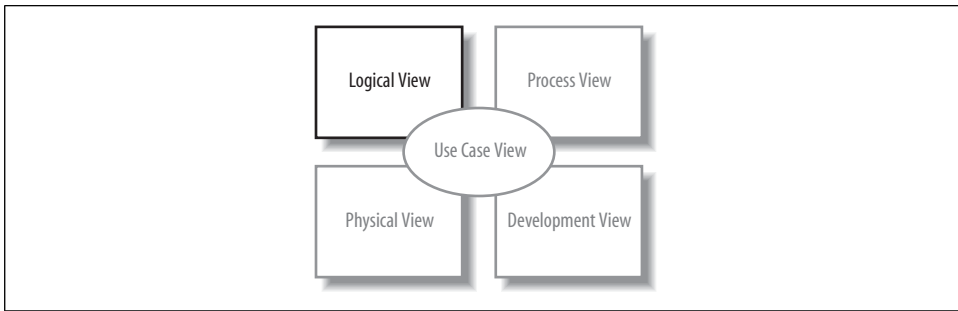 Logical View
Process View
Use Case View
Physical View
Development View